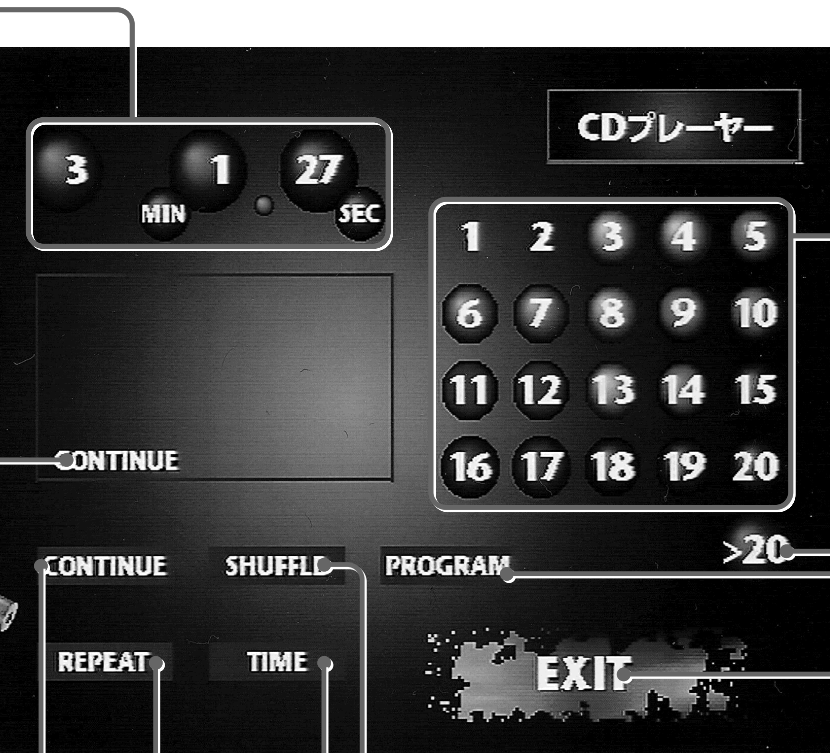 CDプレーヤー
3 1 27
MIN SEC
1 2 3 4 5
6 7 8 9 10
11 12 13 14 15
16 17 18 19 20
CONTINUE
>20
CONTINUE SHUFFLE PROGRAM
REPEAT TIME EXIT